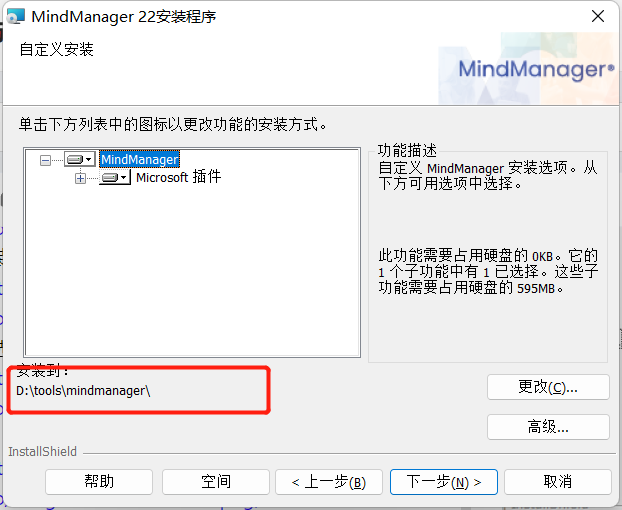 MindManager 22安装程序
自定义安装
MindManager®
单击下方列表中的图标以更改功能的安装方式。
MindManager
Microsoft 插件
功能描述
自定义 MindManager 安装选项。从
下方可用选项中选择。
此功能需要占用硬盘的 0KB。它的
1 个子功能中有 1 已选择。这些子
功能需要占用硬盘的 595MB。
安装到：
D:\tools\mindmanager\
更改(C)...
高级...
InstallShield
帮助
空间
< 上一步(B)
下一步(N) >
取消